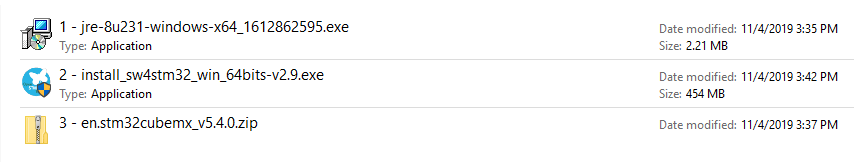 1 - jre-8u231-windows-x64_1612862595.exe
Date modified: 11/4/2019 3:35 PM
Type: Application
Size: 2.21 MB
2 - install_sw4stm32_win_64bits-v2.9.exe
Date modified: 11/4/2019 3:42 PM
Type: Application
Size: 454 MB
3 - en.stm32cubemx_v5.4.0.zip
Date modified: 11/4/2019 3:37 PM